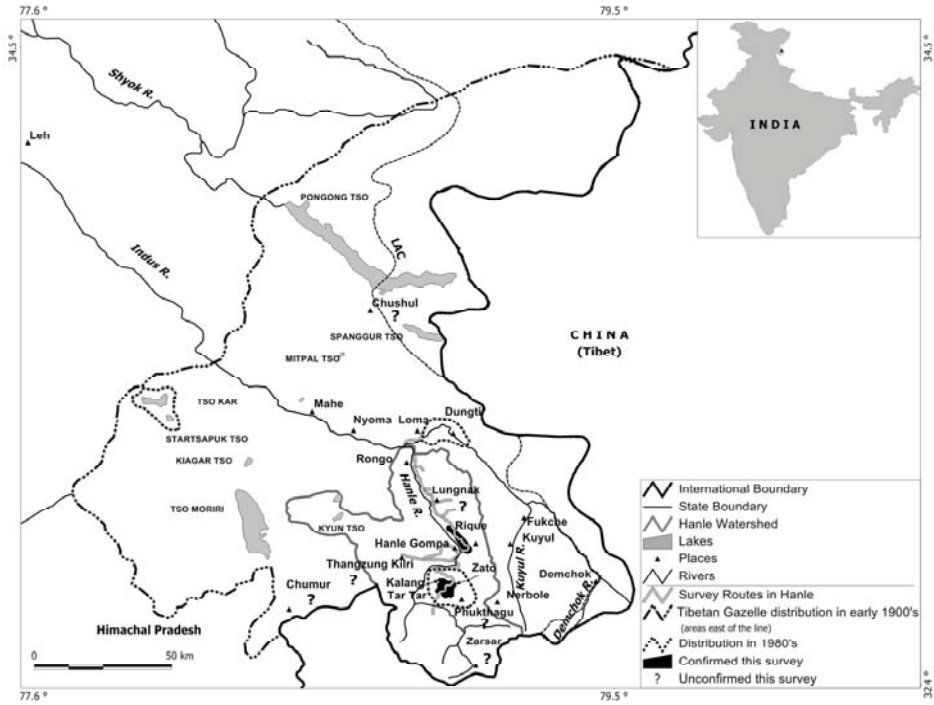 77.6 °
79.5 °
34.5 °
34.5 °
Shyok R.
Leh
INDIA
PONGONG TSO
LAC
Indus R.
Chushul
?
SPANGGUR TSO
CHINA
(Tibet)
MITPAL TSO
TSO KAR
Mahe
Dungti
Nyoma
Loma
STARTSAPUK TSO
KIAGAR TSO
Rongo
Hanle R.
Lungnak
?
TSO MORIRI
KYUN TSO
Rique
Fukche
Kuyul
Hanle Gompa
Kuyul R.
Thangzung Kilri
?
Zato
Demchok
Chumur
?
Kalang
Tar Tar
Nerbole
Demchok R.
Phukthagu
?
Himachal Pradesh
Zaraar
?
0 50 km
International Boundary
State Boundary
Hanle Watershed
Lakes
Places
Rivers
Survey Routes in Hanle
Tibetan Gazelle distribution in early 1900's
(areas east of the line)
Distribution in 1980's
Confirmed this survey
? Unconfirmed this survey
77.6 °
79.5 °